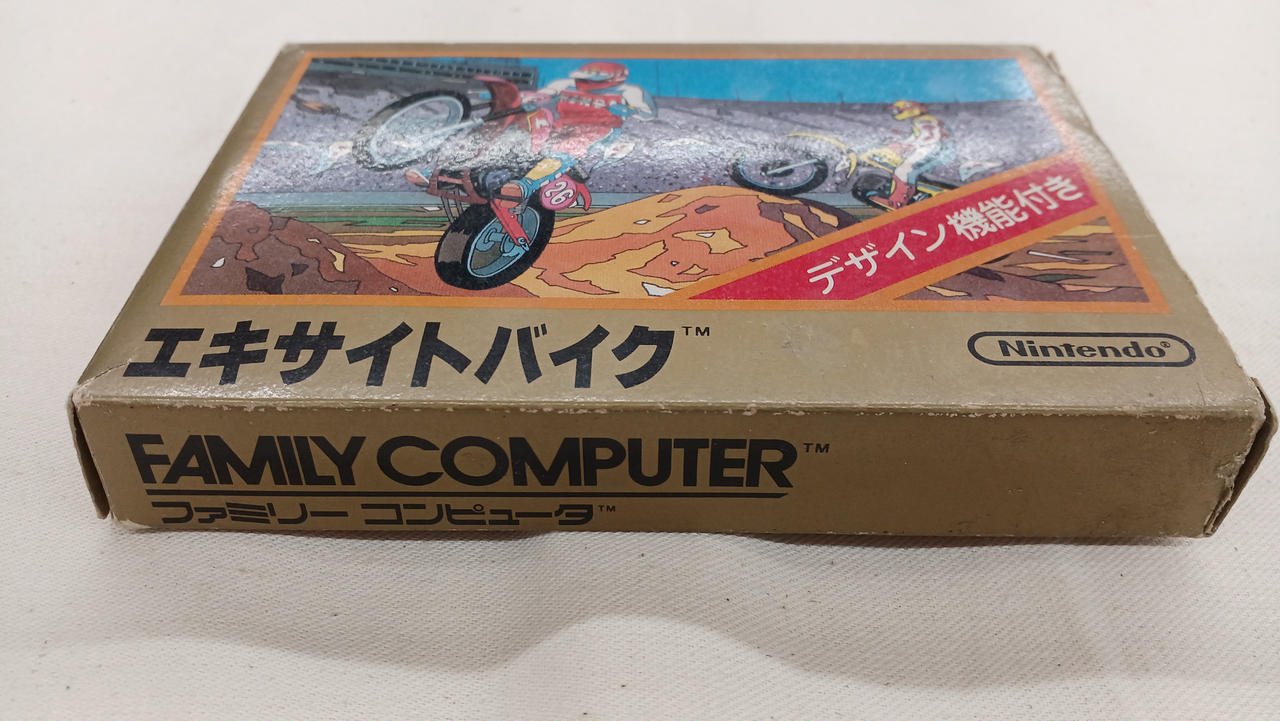 26
デザイン機能付き
エキサイトバイク™
Nintendo®
FAMILY COMPUTER™
ファミリー コンピュータ™